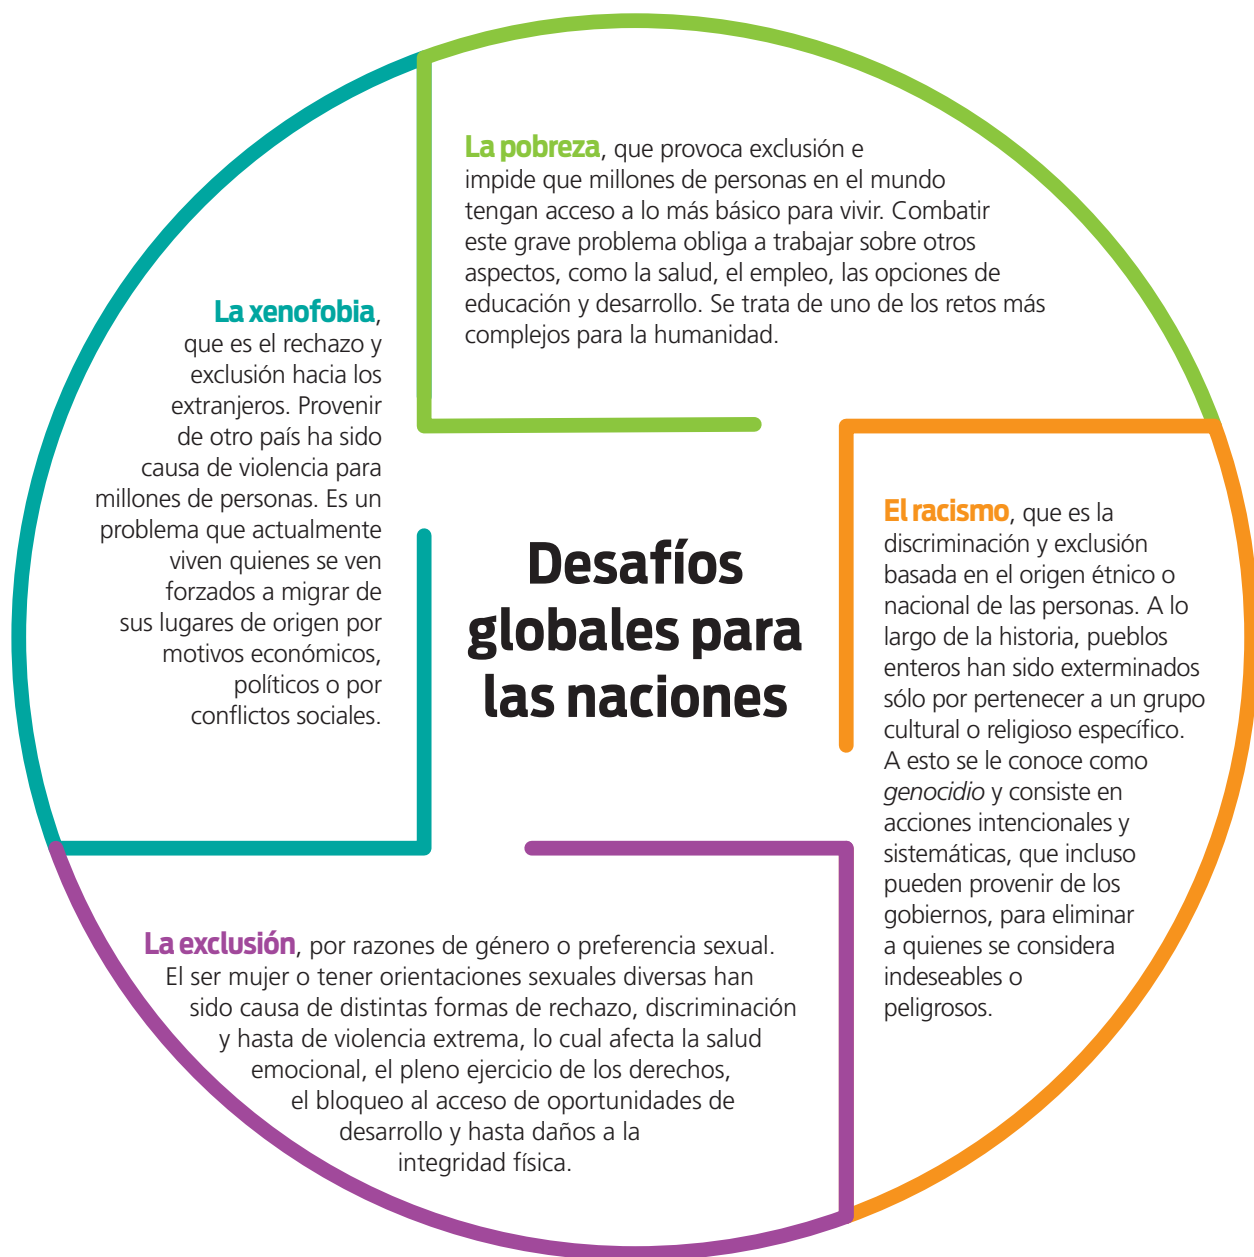 La pobreza, que provoca exclusión e
impide que millones de personas en el mundo
tengan acceso a lo más básico para vivir. Combatir
este grave problema obliga a trabajar sobre otros
aspectos, como la salud, el empleo, las opciones de
educación y desarrollo. Se trata de uno de los retos más
complejos para la humanidad.
La xenofobia,
que es el rechazo y
exclusión hacia los
extranjeros. Provenir
de otro país ha sido
causa de violencia para
millones de personas. Es un
problema que actualmente
viven quienes se ven
forzados a migrar de
sus lugares de origen por
motivos económicos,
políticos o por
conflictos sociales.
Desafíos
globales para
las naciones
El racismo, que es la
discriminación y exclusión
basada en el origen étnico o
nacional de las personas. A lo
largo de la historia, pueblos
enteros han sido exterminados
sólo por pertenecer a un grupo
cultural o religioso específico.
A esto se le conoce como
genocidio y consiste en
acciones intencionales y
sistemáticas, que incluso
pueden provenir de los
gobiernos, para eliminar
a quienes se considera
indeseables o
peligrosos.
La exclusión, por razones de género o preferencia sexual.
El ser mujer o tener orientaciones sexuales diversas han
sido causa de distintas formas de rechazo, discriminación
y hasta de violencia extrema, lo cual afecta la salud
emocional, el pleno ejercicio de los derechos,
el bloqueo al acceso de oportunidades de
desarrollo y hasta daños a la
integridad física.